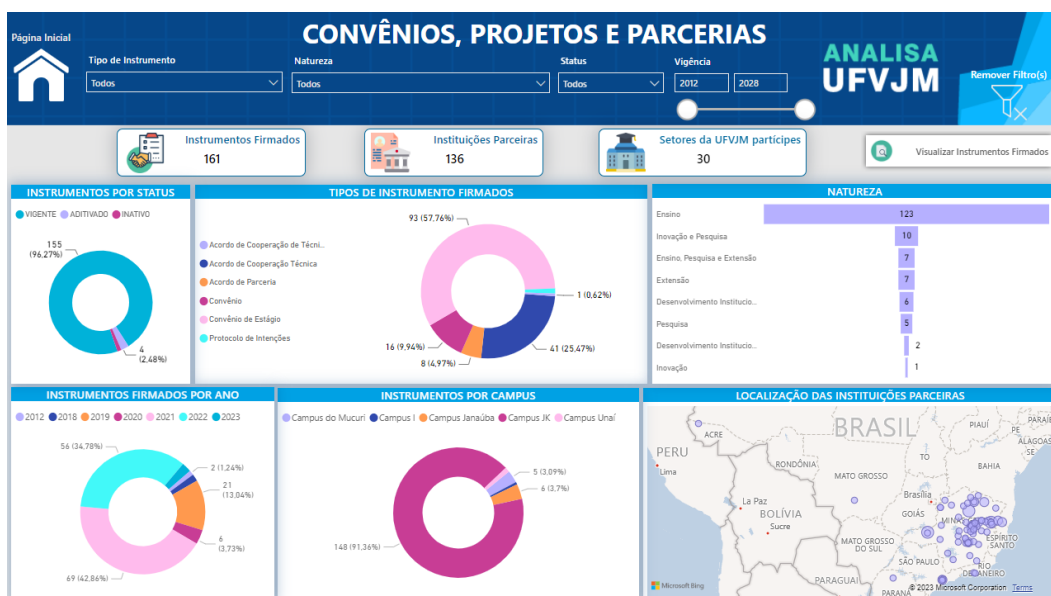 Página Inicial
CONVÊNIOS, PROJETOS E PARCERIAS
Tipo de Instrumento
Todos
Natureza
Todos
Status
Todos
Vigência
2012
2028
ANALISA
UFVJM
Remover Filtro(s)
Instrumentos Firmados
161
Instituições Parceiras
136
Setores da UFVJM partícipes
30
Visualizar Instrumentos Firmados
INSTRUMENTOS POR STATUS
VIGENTE ADITIVADO INATIVO
155
(96,27%)
4
(2,48%)
TIPOS DE INSTRUMENTO FIRMADOS
Acordo de Cooperação de Técni...
Acordo de Cooperação Técnica
Acordo de Parceria
Convênio
Convênio de Estágio
Protocolo de Intenções
93 (57,76%)
1 (0,62%)
41 (25,47%)
8 (4,97%)
16 (9,94%)
NATUREZA
Ensino 123
Inovação e Pesquisa 10
Ensino, Pesquisa e Extensão 7
Extensão 7
Desenvolvimento Institucio... 6
Pesquisa 5
Desenvolvimento Institucio... 2
Inovação 1
INSTRUMENTOS FIRMADOS POR ANO
2012 2018 2019 2020 2021 2022 2023
56 (34,78%)
2 (1,24%)
21
(13,04%)
6
(3,73%)
69 (42,86%)
INSTRUMENTOS POR CAMPUS
Campus do Mucuri Campus I Campus Janaúba Campus JK Campus Unaí
5 (3,09%)
6 (3,7%)
148 (91,36%)
LOCALIZAÇÃO DAS INSTITUIÇÕES PARCEIRAS
BRASIL
ACRE
PERU
Lima
RONDÔNIA
MATO GROSSO
TO
PIAUÍ
PE
PARAÍB
ALAGOAS
SE
BAHIA
La Paz
BOLÍVIA
Sucre
Brasília
GOIÁS
MINAS
ESPÍRITO
SANTO
MATO GROSSO
DO SUL
SÃO PAULO
RIO
DE JANEIRO
PARAGUAI
PARANÁ
Microsoft Bing
© 2023 Microsoft Corporation Terms